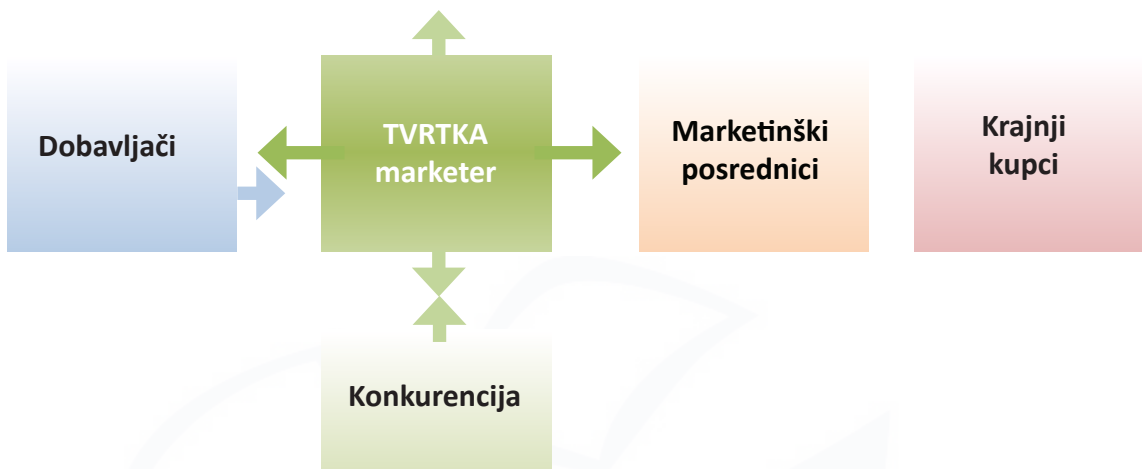 Dobavljači
TVRTKA
marketer
Marketinški
posrednici
Krajnji
kupci
Konkurencija